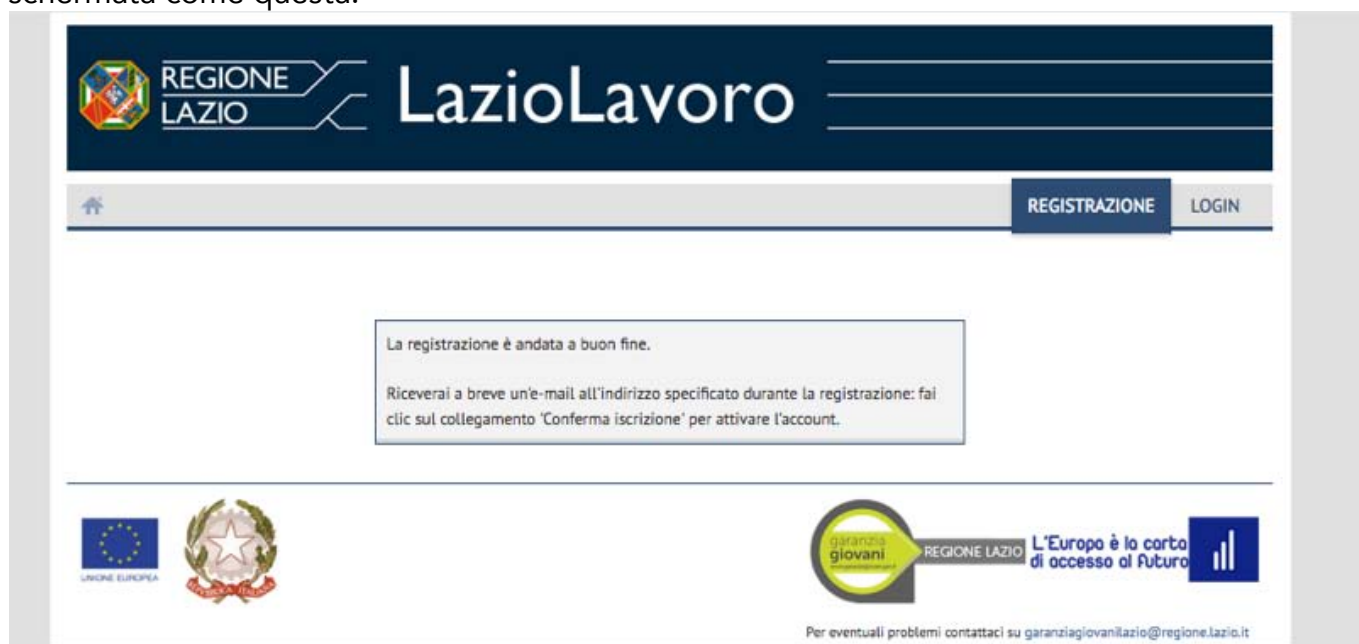 schermata come questa:
REGIONE
LAZIO
LazioLavoro
REGISTRAZIONE LOGIN
La registrazione è andata a buon fine.
Riceverai a breve un'e-mail all'indirizzo specificato durante la registrazione: fai
clic sul collegamento 'Conferma iscrizione' per attivare l'account.
UNIONE EUROPEA
REPVBBLICA ITALIANA
garanzia
giovani
REGIONE LAZIO
L'Europa è la carta
di accesso al futuro
Per eventuali problemi contattaci su garanziagiovanilazio@regione.lazio.it